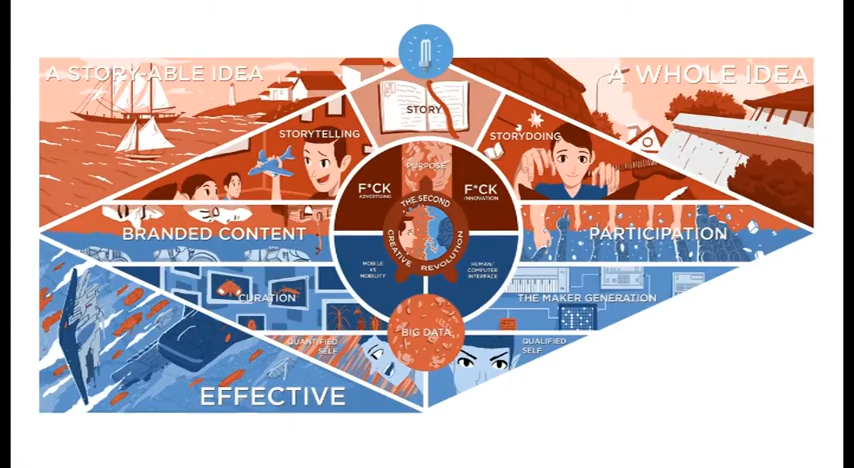 A STORY-ABLE IDEA
A WHOLE IDEA
STORY
STORYTELLING
STORYDOING
PURPOSE
F*CK
ADVERTISING
F*CK
INNOVATION
THE SECOND
CREATIVE REVOLUTION
BRANDED CONTENT
PARTICIPATION
MOBILE
VS
MOBILITY
HUMAN/
COMPUTER
INTERFACE
CURATION
THE MAKER GENERATION
BIG DATA
QUANTIFIED
SELF
QUALIFIED
SELF
EFFECTIVE